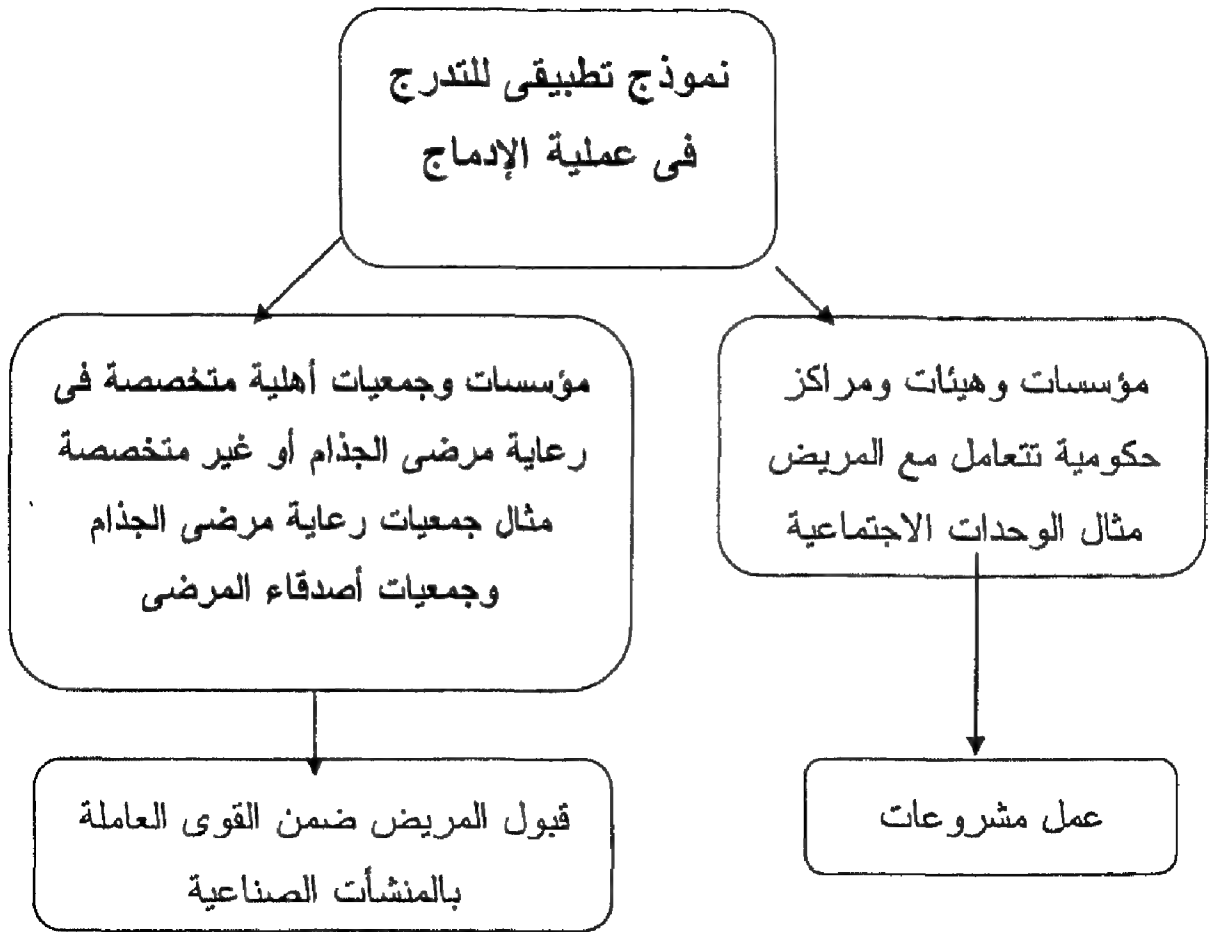 نموذج تطبيقى للتدرج
فى عملية الإدماج
مؤسسات وهيئات ومراكز
حكومية تتعامل مع المريض
مثال الوحدات الاجتماعية
مؤسسات وجمعيات أهلية متخصصة فى
رعاية مرضى الجذام أو غير متخصصة
مثال جمعيات رعاية مرضى الجذام
وجمعيات أصدقاء المرضى
عمل مشروعات
قبول المريض ضمن القوى العاملة
بالمنشأت الصناعية